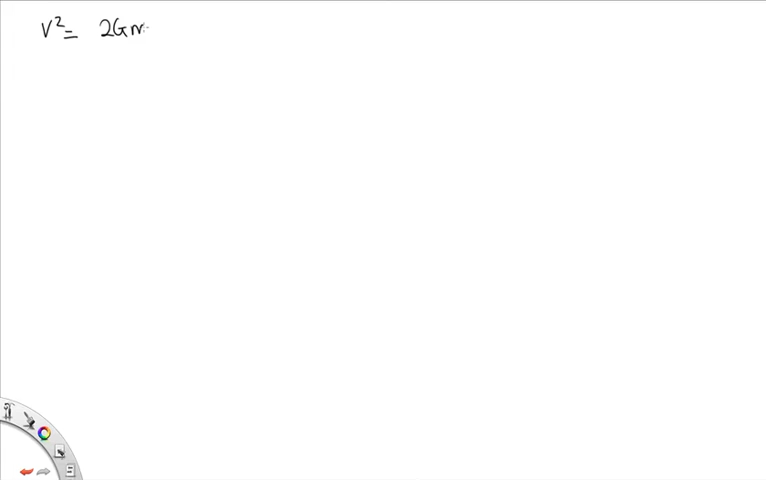 V² = 2Gm